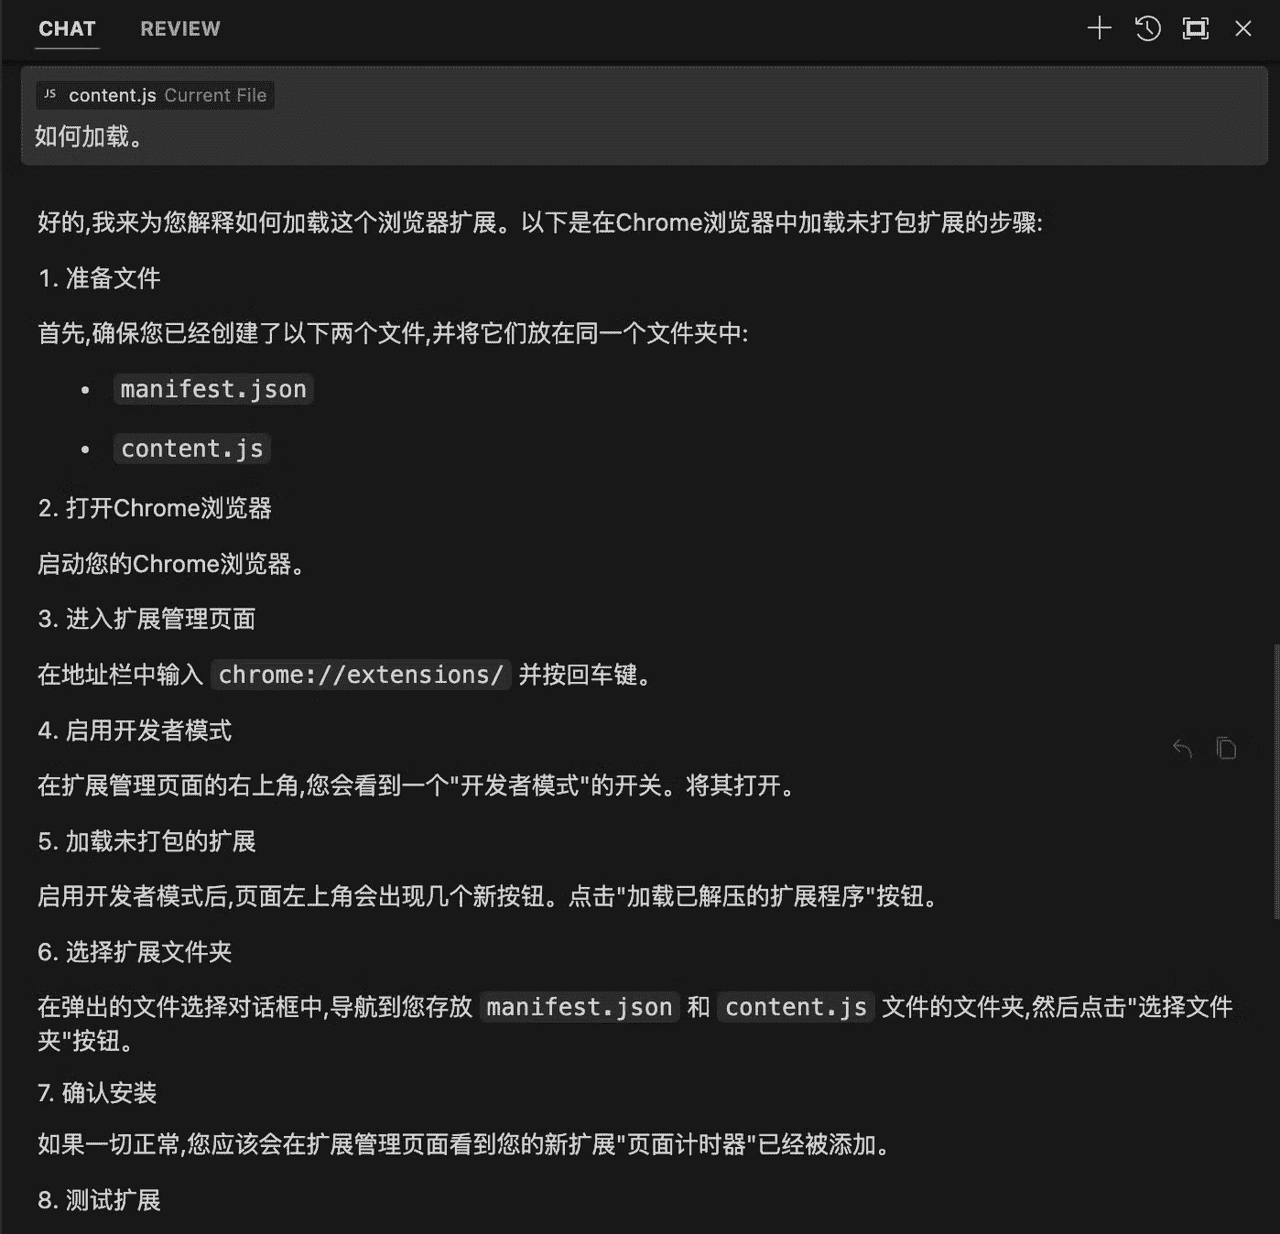 CHAT REVIEW
JS content.js Current File
如何加载。
好的,我来为您解释如何加载这个浏览器扩展。以下是在Chrome浏览器中加载未打包扩展的步骤:
1. 准备文件
首先,确保您已经创建了以下两个文件,并将它们放在同一个文件夹中:
• manifest.json
• content.js
2. 打开Chrome浏览器
启动您的Chrome浏览器。
3. 进入扩展管理页面
在地址栏中输入 chrome://extensions/ 并按回车键。
4. 启用开发者模式
在扩展管理页面的右上角,您会看到一个"开发者模式"的开关。将其打开。
5. 加载未打包的扩展
启用开发者模式后,页面左上角会出现几个新按钮。点击"加载已解压的扩展程序"按钮。
6. 选择扩展文件夹
在弹出的文件选择对话框中,导航到您存放 manifest.json 和 content.js 文件的文件夹,然后点击"选择文件
夹"按钮。
7. 确认安装
如果一切正常,您应该会在扩展管理页面看到您的新扩展"页面计时器"已经被添加。
8. 测试扩展